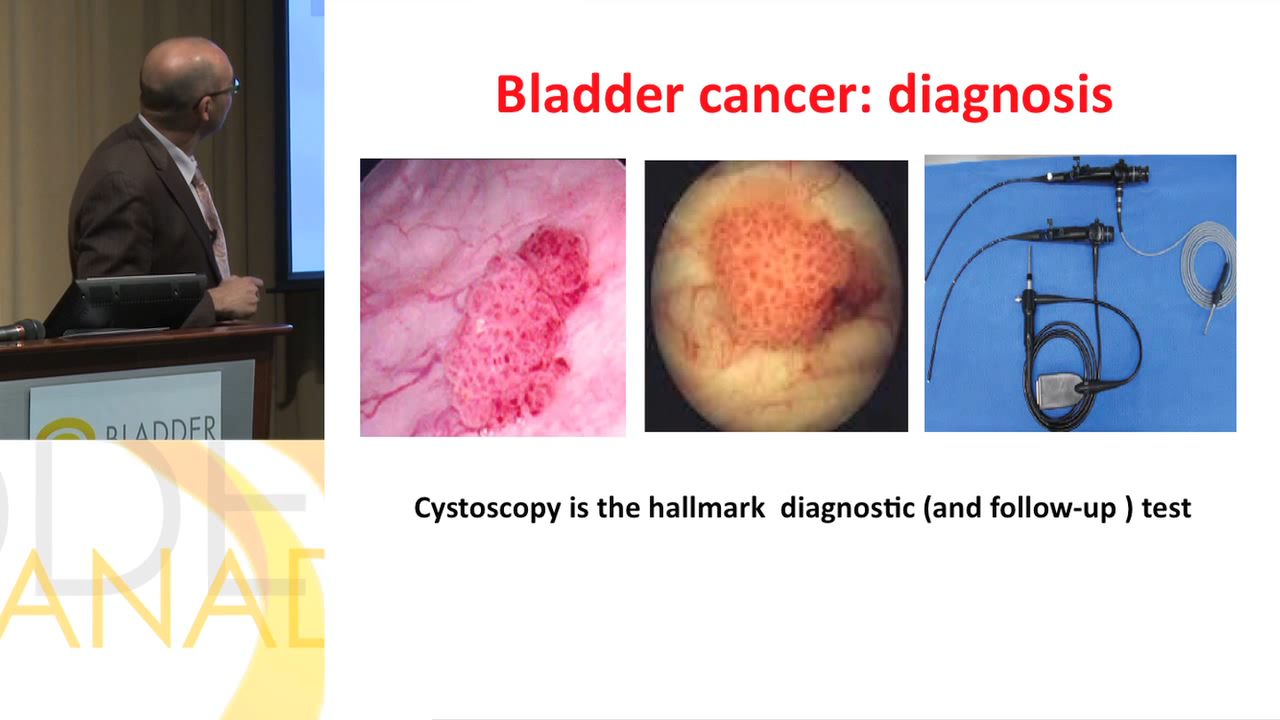 Bladder cancer: diagnosis
Cystoscopy is the hallmark  diagnostic (and follow-up ) test
BLADDER